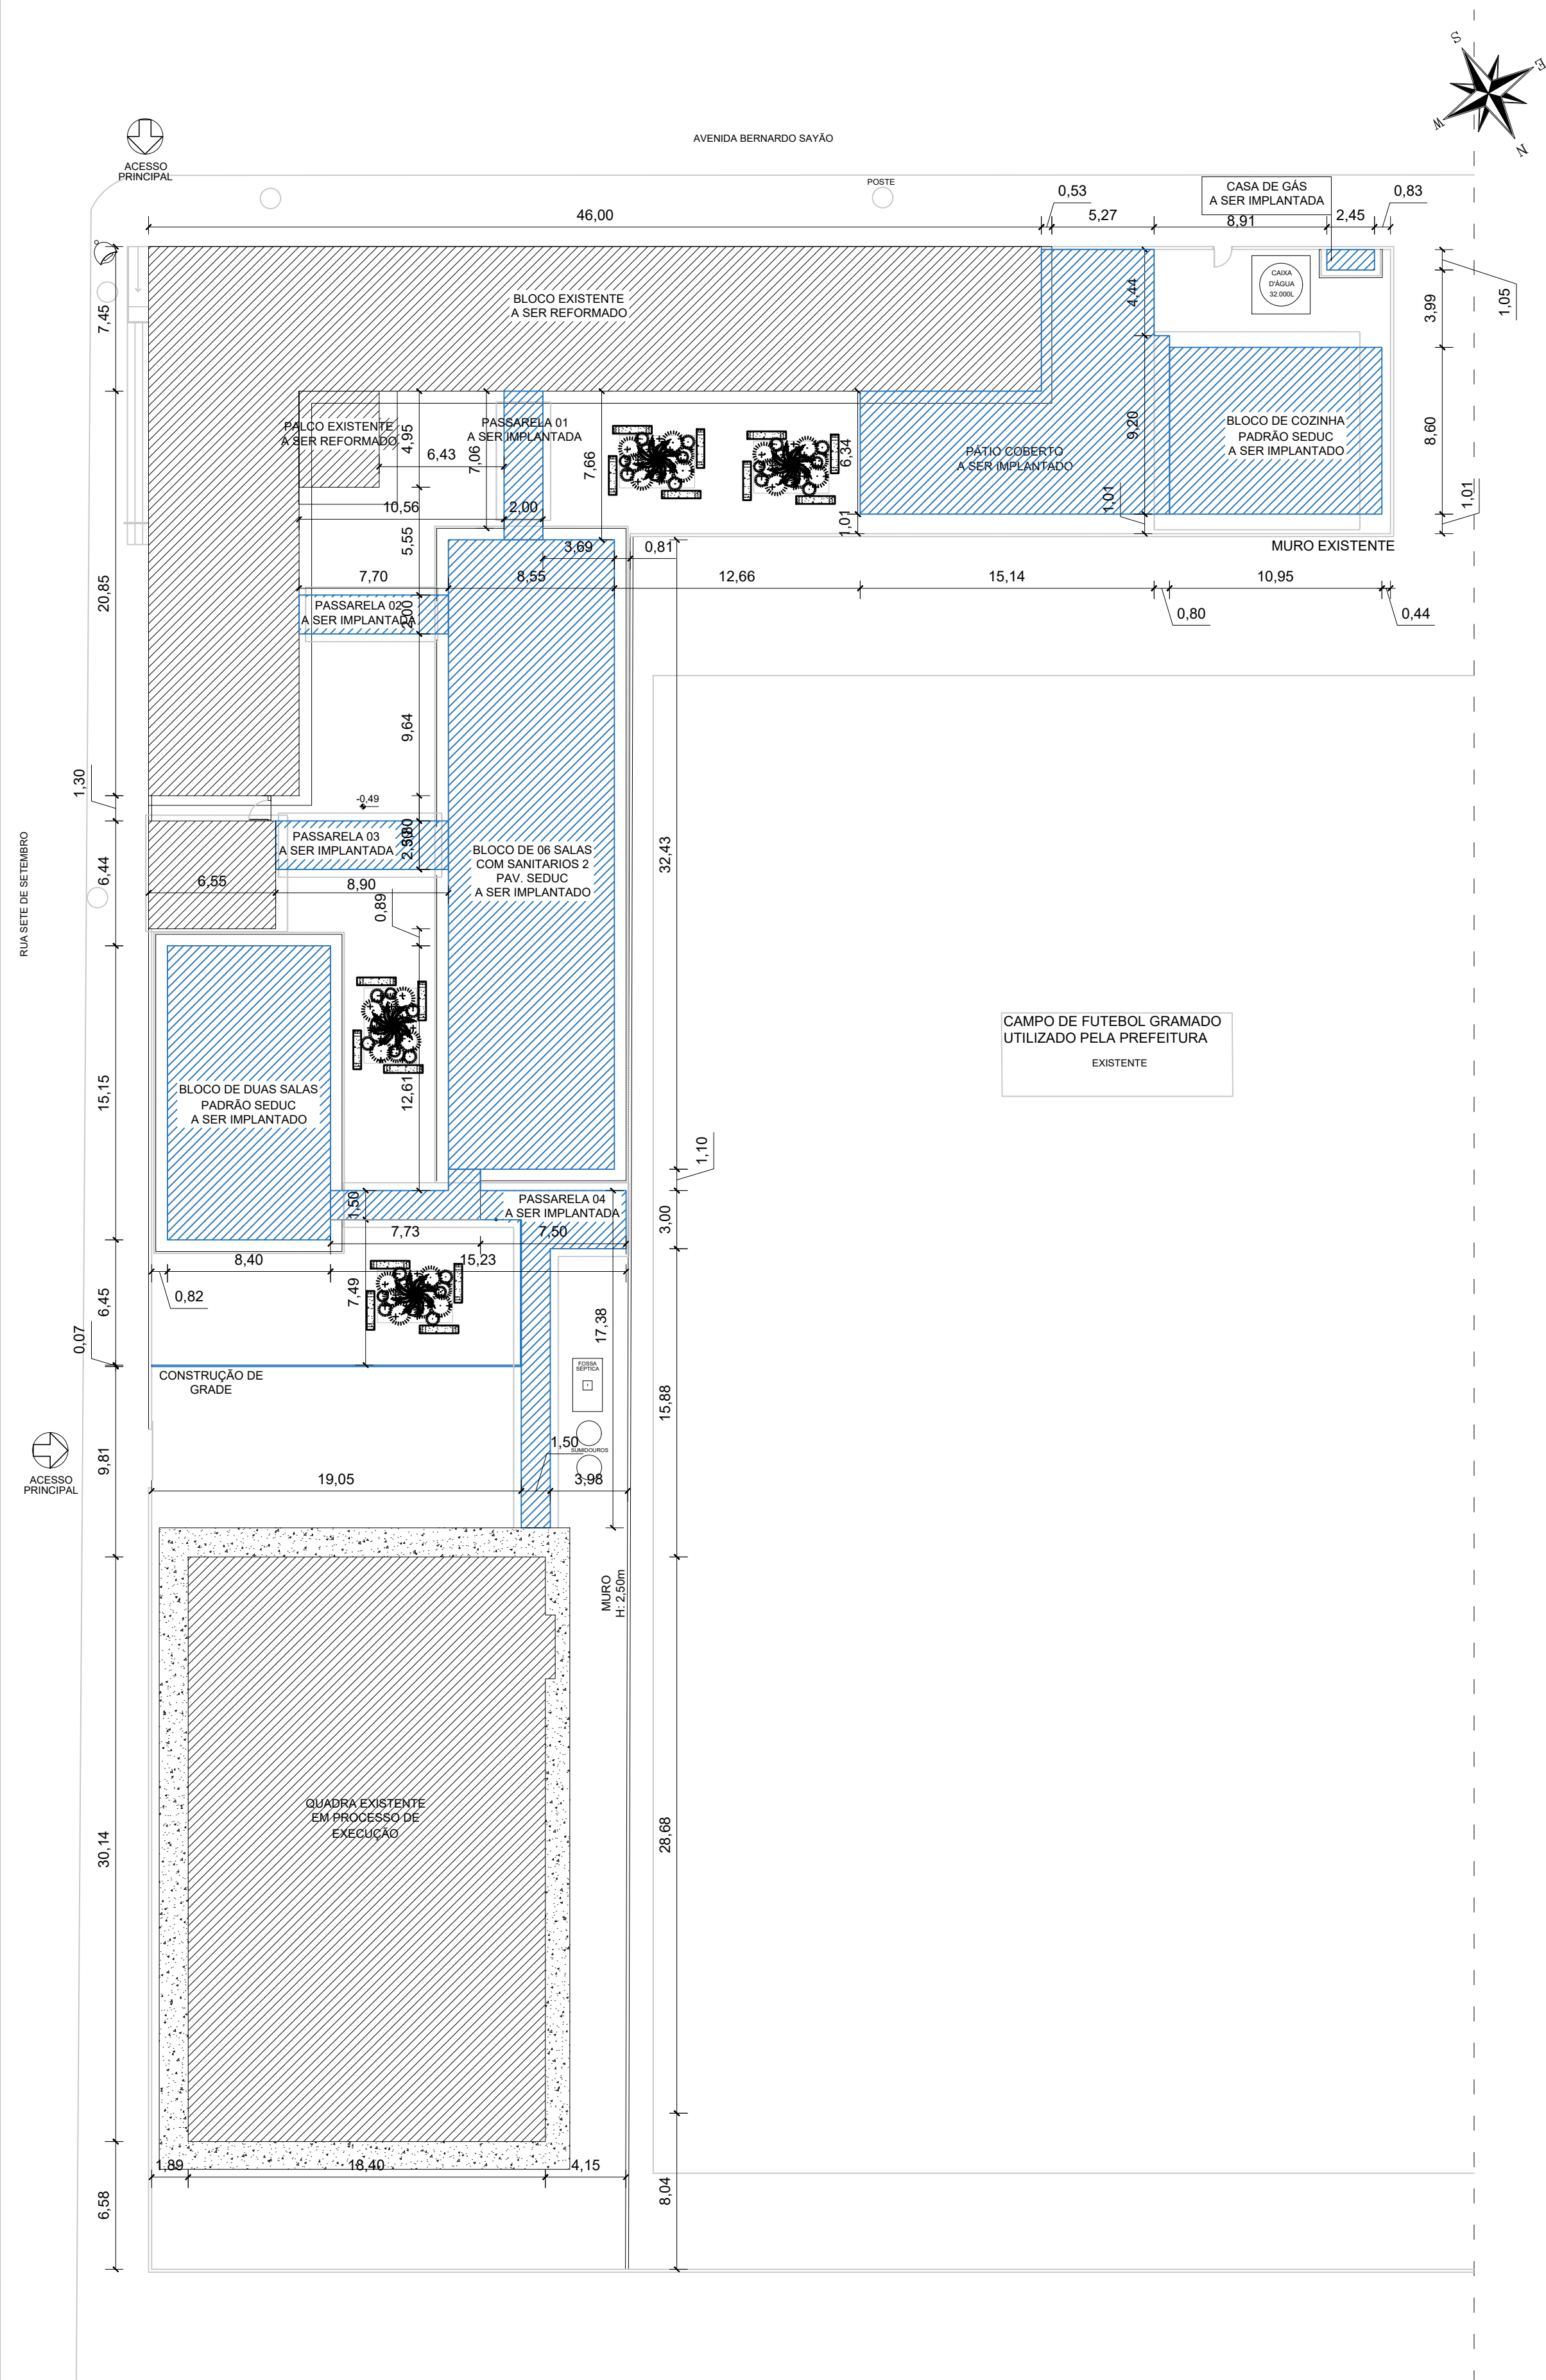 S
E
W
N
AVENIDA BERNARDO SAYÃO
ACESSO
PRINCIPAL
POSTE
CASA DE GÁS
A SER IMPLANTADA
0,53
0,83
46,00
5,27
8,91
2,45
CAIXA
D'ÁGUA
32.000L
BLOCO EXISTENTE
A SER REFORMADO
7,45
4,44
3,99
1,05
PALCO EXISTENTE
A SER REFORMADO
4,95
6,43
7,06
PASSARELA 01
A SER IMPLANTADA
7,66
6,34
PÁTIO COBERTO
A SER IMPLANTADO
9,20
BLOCO DE COZINHA
PADRÃO SEDUC
A SER IMPLANTADO
8,60
10,56
2,00
1,01
1,01
1,01
5,55
3,69
0,81
MURO EXISTENTE
7,70
8,55
12,66
15,14
10,95
0,80
0,44
20,85
PASSARELA 02
A SER IMPLANTADA
2,00
9,64
1,30
-0,49
PASSARELA 03
A SER IMPLANTADA
2,50
RUA SETE DE SETEMBRO
6,44
6,55
8,90
0,89
BLOCO DE 06 SALAS
COM SANITARIOS 2
PAV. SEDUC
A SER IMPLANTADO
32,43
CAMPO DE FUTEBOL GRAMADO
UTILIZADO PELA PREFEITURA
EXISTENTE
15,15
BLOCO DE DUAS SALAS
PADRÃO SEDUC
A SER IMPLANTADO
12,61
1,10
1,50
PASSARELA 04
A SER IMPLANTADA
3,00
7,73
7,50
8,40
15,23
0,82
6,45
7,49
0,07
17,38
CONSTRUÇÃO DE
GRADE
FOSSA
SÉPTICA
15,88
ACESSO
PRINCIPAL
9,81
1,50
SUMIDOUROS
19,05
3,98
MURO
H: 2,50m
QUADRA EXISTENTE
EM PROCESSO DE
EXECUÇÃO
30,14
28,68
1,89
18,40
4,15
6,58
8,04